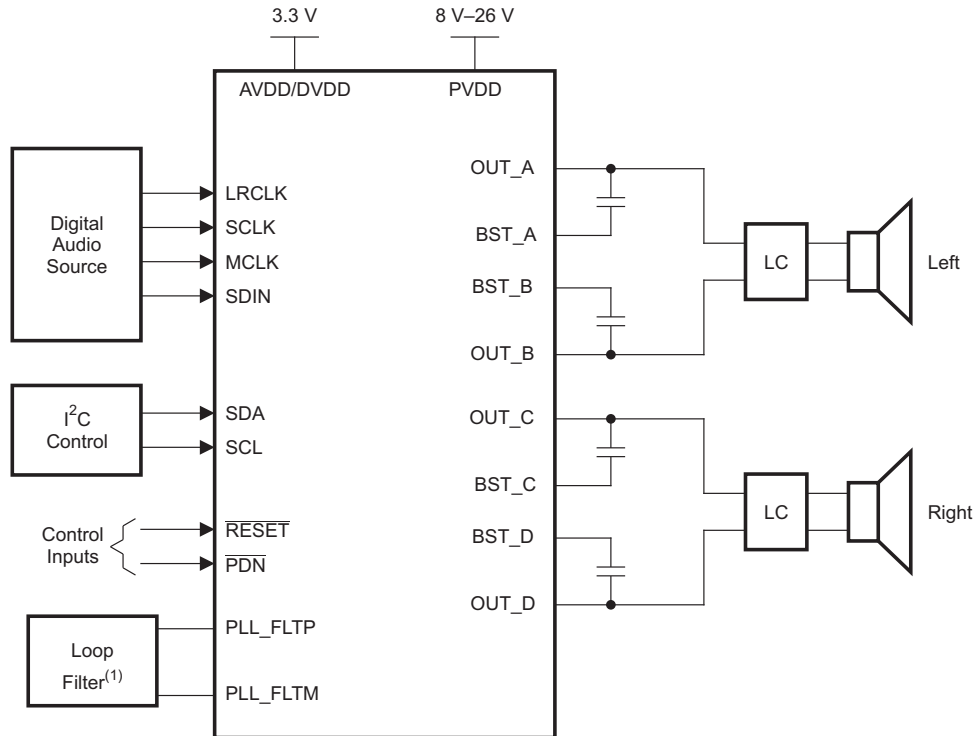 3.3 V
8 V–26 V
AVDD/DVDD
PVDD
Digital
Audio
Source
LRCLK
SCLK
MCLK
SDIN
I²C
Control
SDA
SCL
Control
Inputs
RESET
PDN
Loop
Filter(1)
PLL_FLTP
PLL_FLTM
OUT_A
BST_A
BST_B
OUT_B
LC
Left
OUT_C
BST_C
BST_D
OUT_D
LC
Right